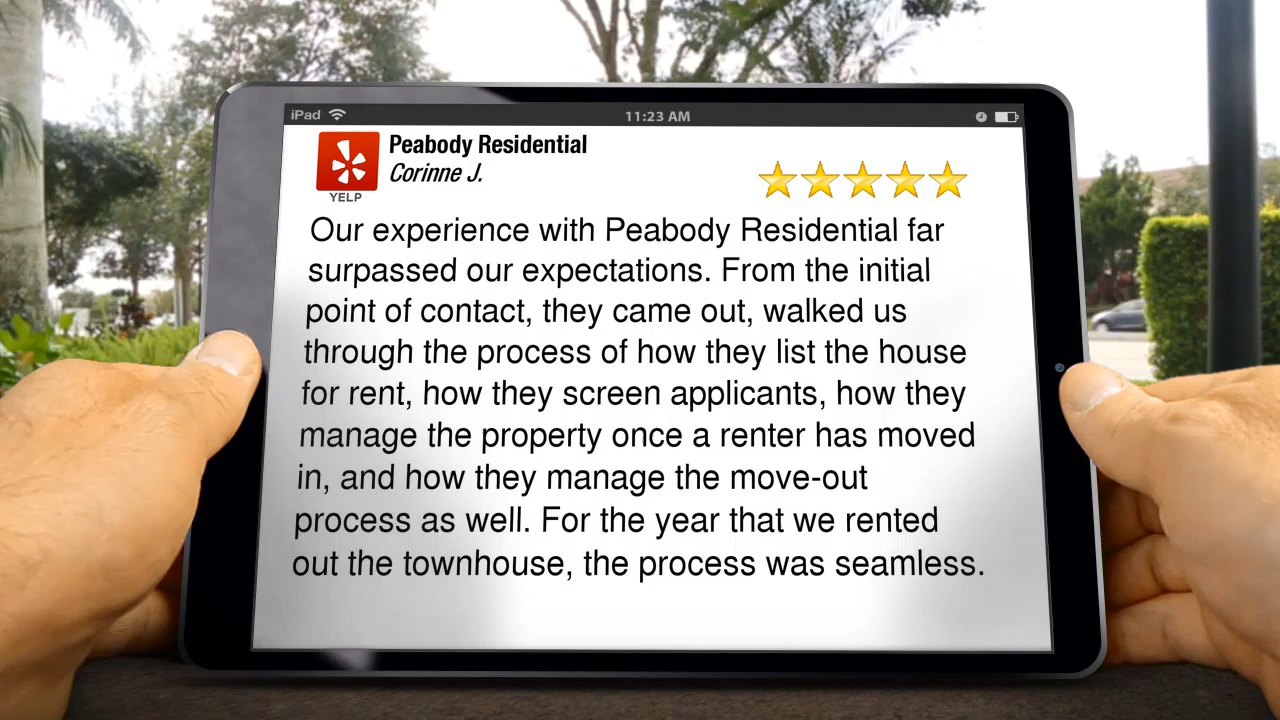 iPad 11:23 AM
Peabody Residential
Corinne J.
YELP
Our experience with Peabody Residential far
surpassed our expectations. From the initial
point of contact, they came out, walked us
through the process of how they list the house
for rent, how they screen applicants, how they
manage the property once a renter has moved
in, and how they manage the move-out
process as well. For the year that we rented
out the townhouse, the process was seamless.